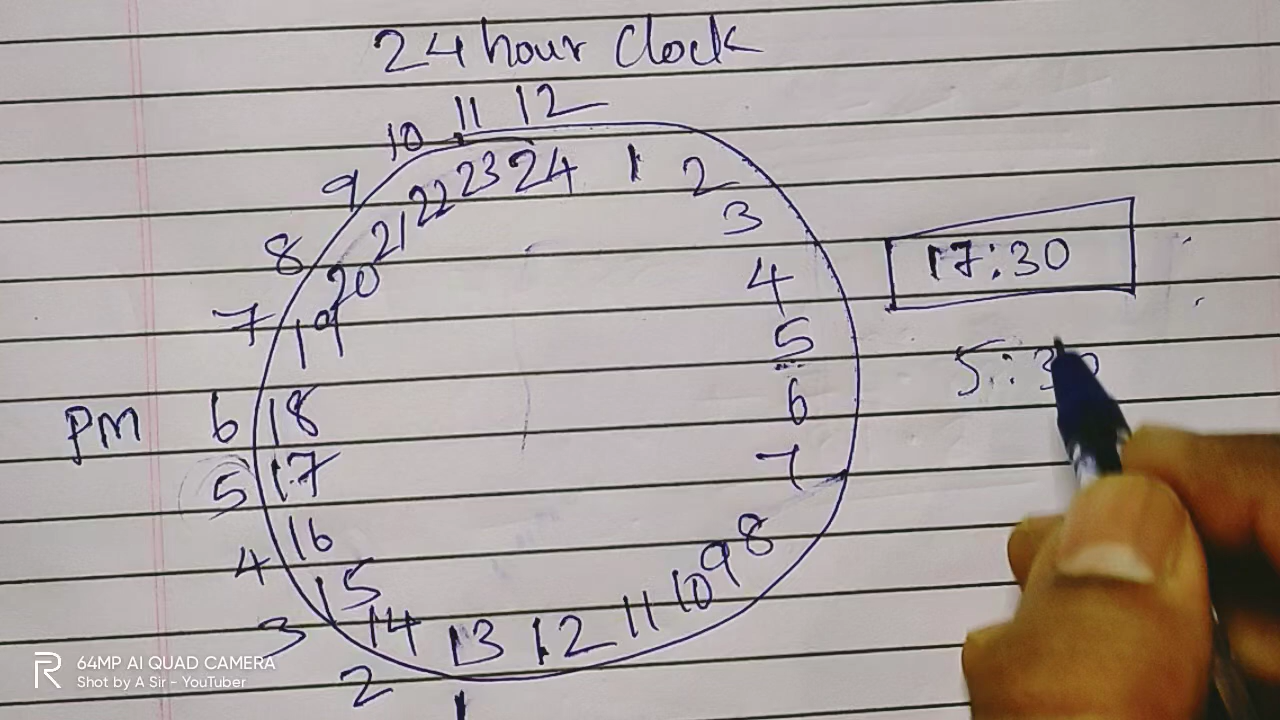 24 hour Clock
10 11 12
9 22 23 24 1 2
8 21 3
20 4
7 19 5
17:30
5:30
PM 6 18 6
5 17 7
4 16 8
3 15 9
14 13 12 11 10
2
1
64MP AI QUAD CAMERA
Shot by A Sir - YouTuber